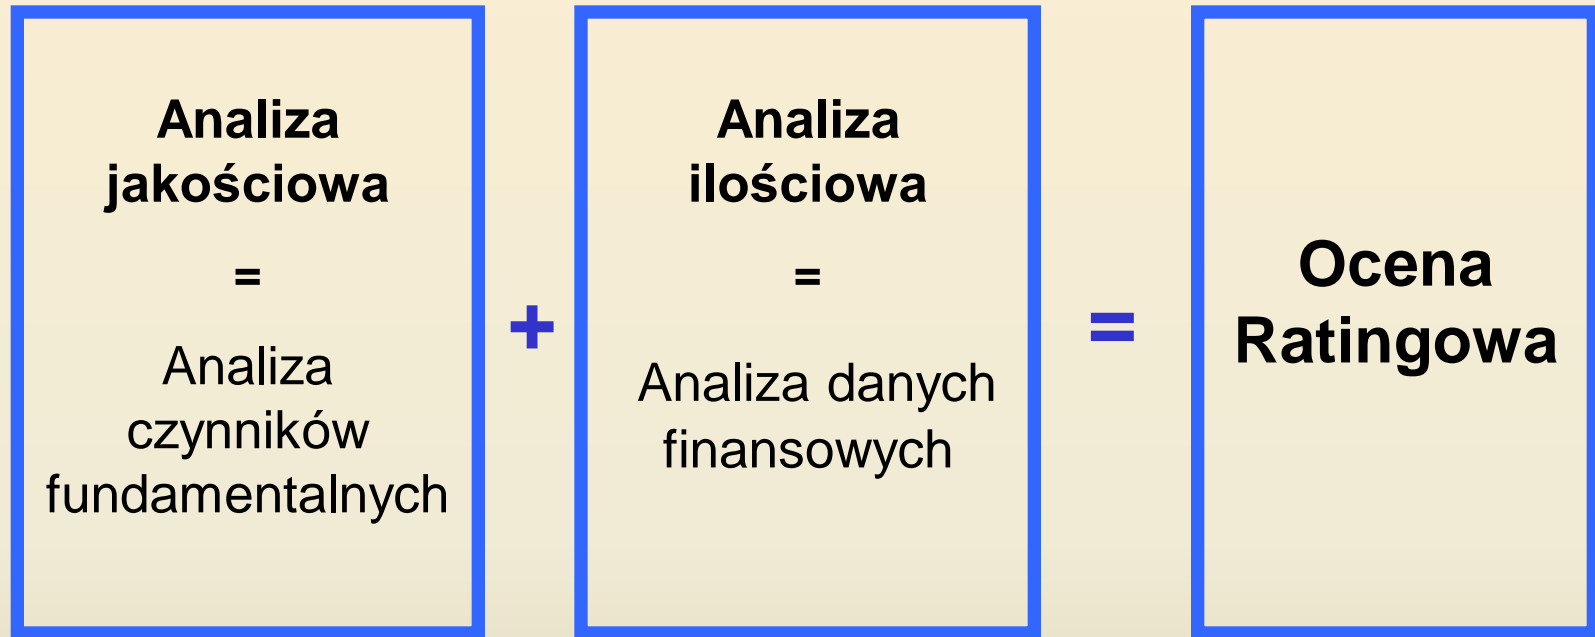 Analiza
jakościowa
=
Analiza
czynników
fundamentalnych
+
Analiza
ilościowa
=
Analiza danych
finansowych
=
Ocena
Ratingowa